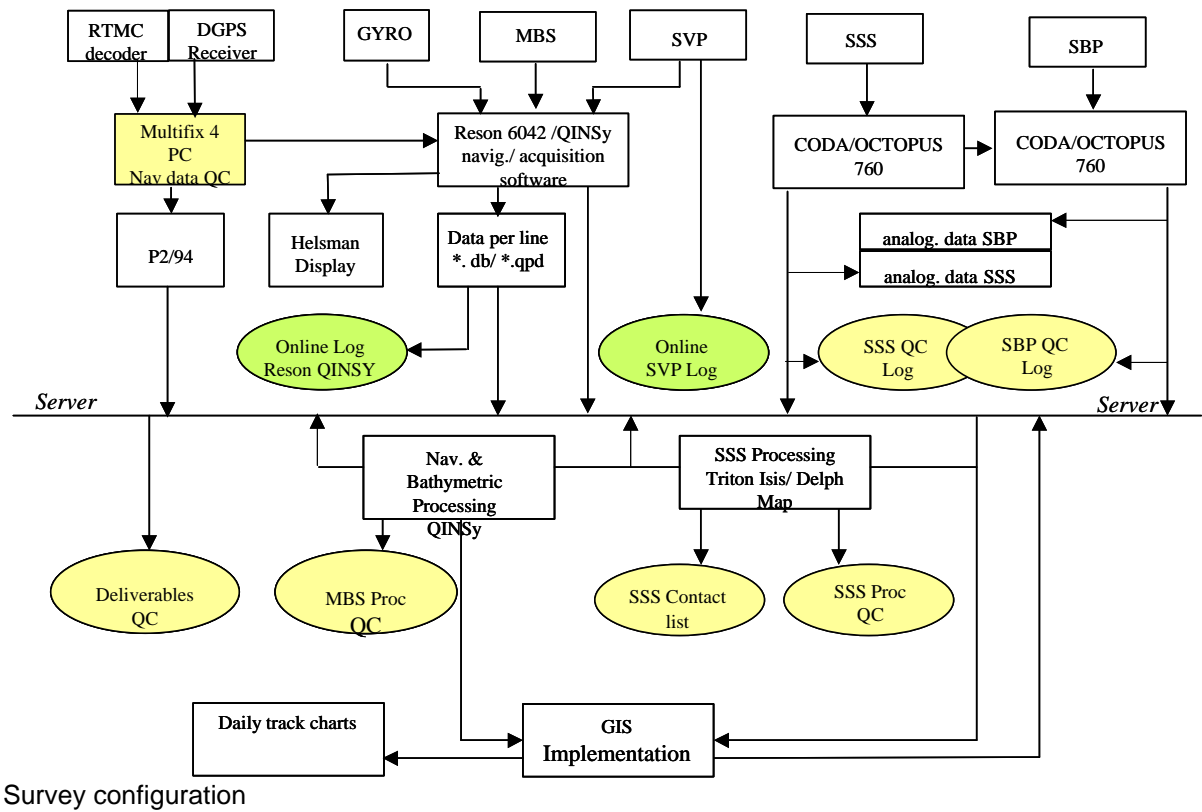 RTMC
decoder
DGPS
Receiver
GYRO
MBS
SVP
SSS
SBP
Multifix 4
PC
Nav data QC
Reson 6042 /QINSy
navig./ acquisition
software
CODA/OCTOPUS
760
CODA/OCTOPUS
760
P2/94
Helsman
Display
Data per line
*. db/ *.qpd
analog. data SBP
analog. data SSS
Online Log
Reson QINSY
Online
SVP Log
SSS QC
Log
SBP QC
Log
Server
Server
Nav. &
Bathymetric
Processing
QINSy
SSS Processing
Triton Isis/ Delph
Map
Deliverables
QC
MBS Proc
QC
SSS Contact
list
SSS Proc
QC
Daily track charts
GIS
Implementation
Survey configuration